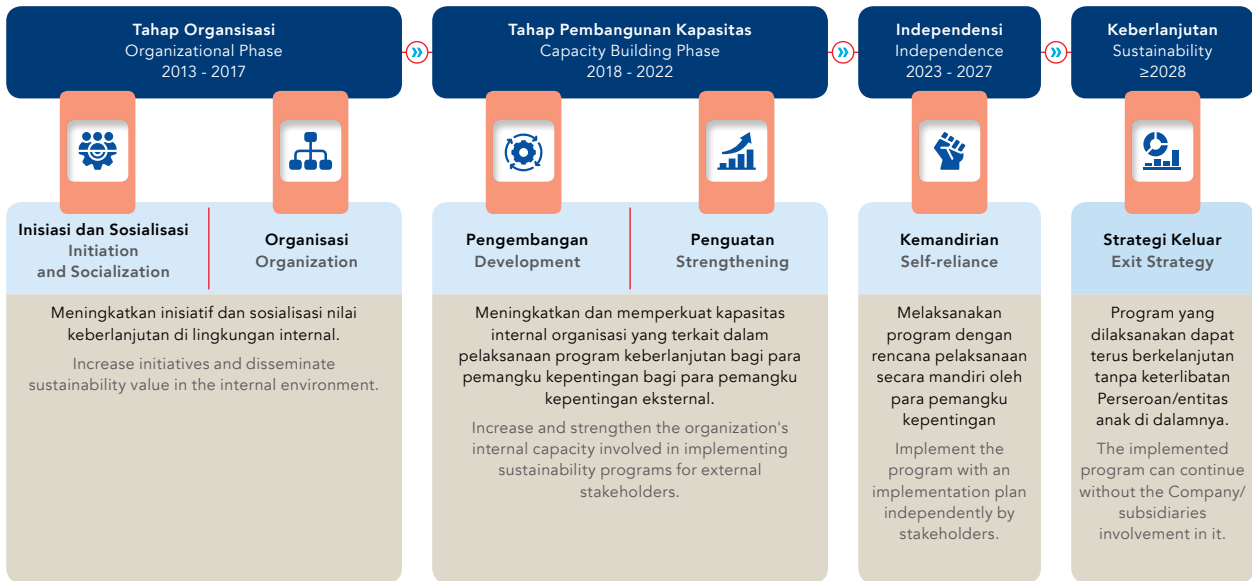 Tahap Orgnsisasi
Organizational Phase
2013 - 2017
Tahap Pembangunan Kapasitas
Capacity Building Phase
2018 - 2022
Independensi
Independence
2023 - 2027
Keberlanjutan
Sustainability
≥2028
Inisiasi dan Sosialisasi
Initiation
and Socialization
Organisasi
Organization
Pengembangan
Development
Penguatan
Strengthening
Kemandirian
Self-reliance
Strategi Keluar
Exit Strategy
Meningkatkan inisiatif dan sosialisasi nilai
keberlanjutan di lingkungan internal.
Increase initiatives and disseminate
sustainability value in the internal environment.
Meningkatkan dan memperkuat kapasitas
internal organisasi yang terkait dalam
pelaksanaan program keberlanjutan bagi para
pemangku kepentingan bagi para pemangku
kepentingan eksternal.
Increase and strengthen the organization's
internal capacity involved in implementing
sustainability programs for external
stakeholders.
Melaksanakan
program dengan
rencana pelaksanaan
secara mandiri oleh
para pemangku
kepentingan
Implement the
program with an
implementation plan
independently by
stakeholders.
Program yang
dilaksanakan dapat
terus berkelanjutan
tanpa keterlibatan
Perseroan/entitas
anak di dalamnya.
The implemented
program can continue
without the Company/
subsidiaries
involvement in it.